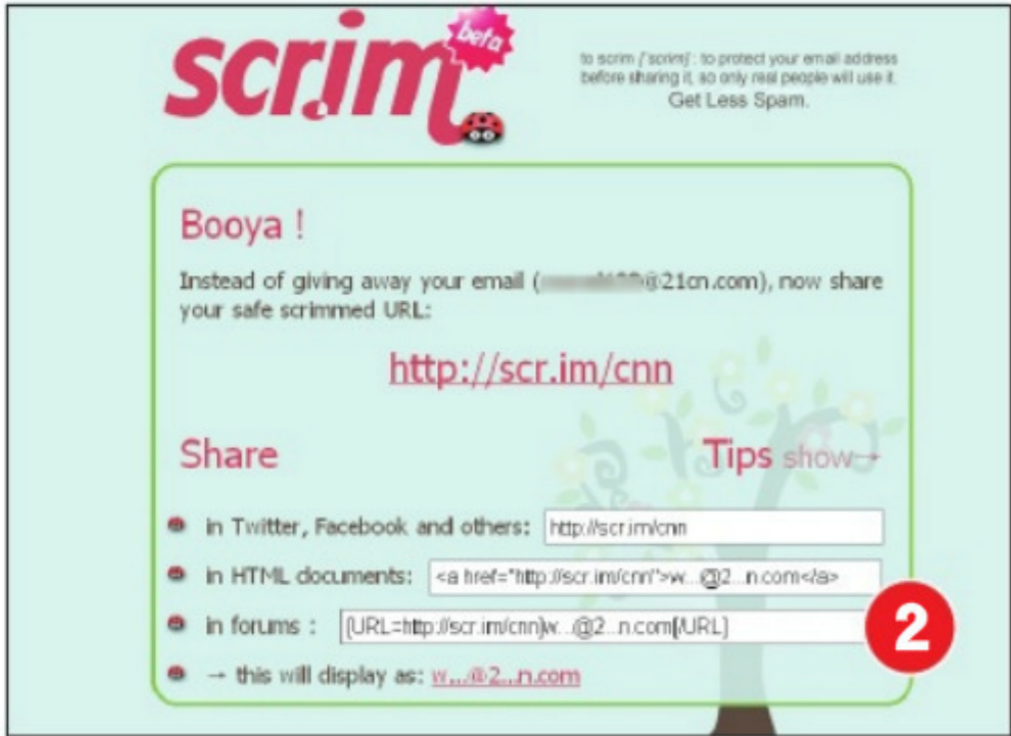 scr.im
beta
to scrim ['scrim] : to protect your email address
before sharing it, so only real people will use it.
Get Less Spam.
Booya !
Instead of giving away your email ( @21cn.com), now share
your safe scrimmed URL:
http://scr.im/cnn
Share
Tips show→
in Twitter, Facebook and others: http://scr.im/cnn
in HTML documents: <a href="http://scr.im/cnn">w...@2...n.com</a>
in forums : [URL=http://scr.im/cnn]w...@2...n.com[/URL]
2
→ this will display as: w...@2...n.com